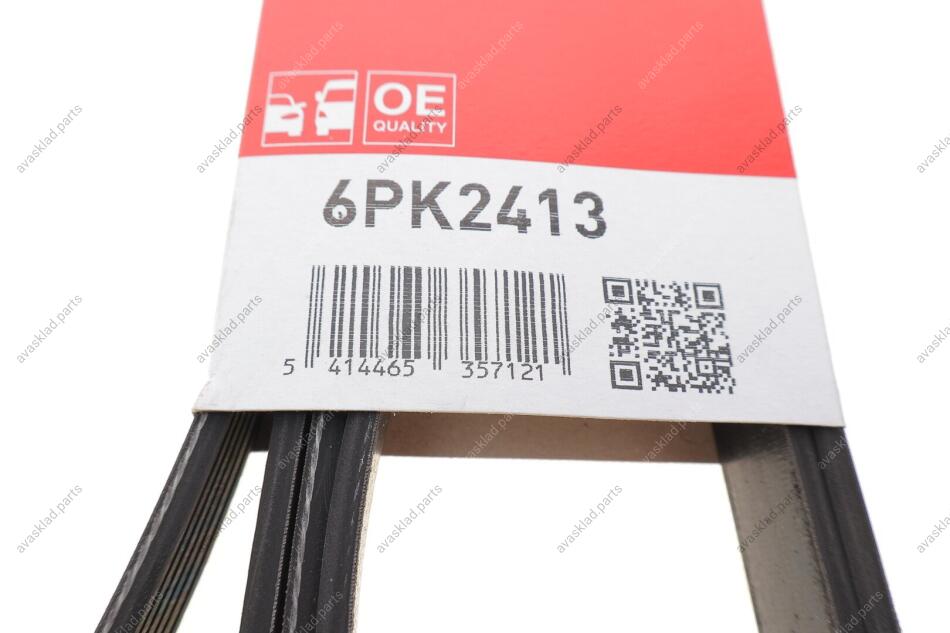 OE
QUALITY
6PK2413
5 414465 357121
avasklad.parts